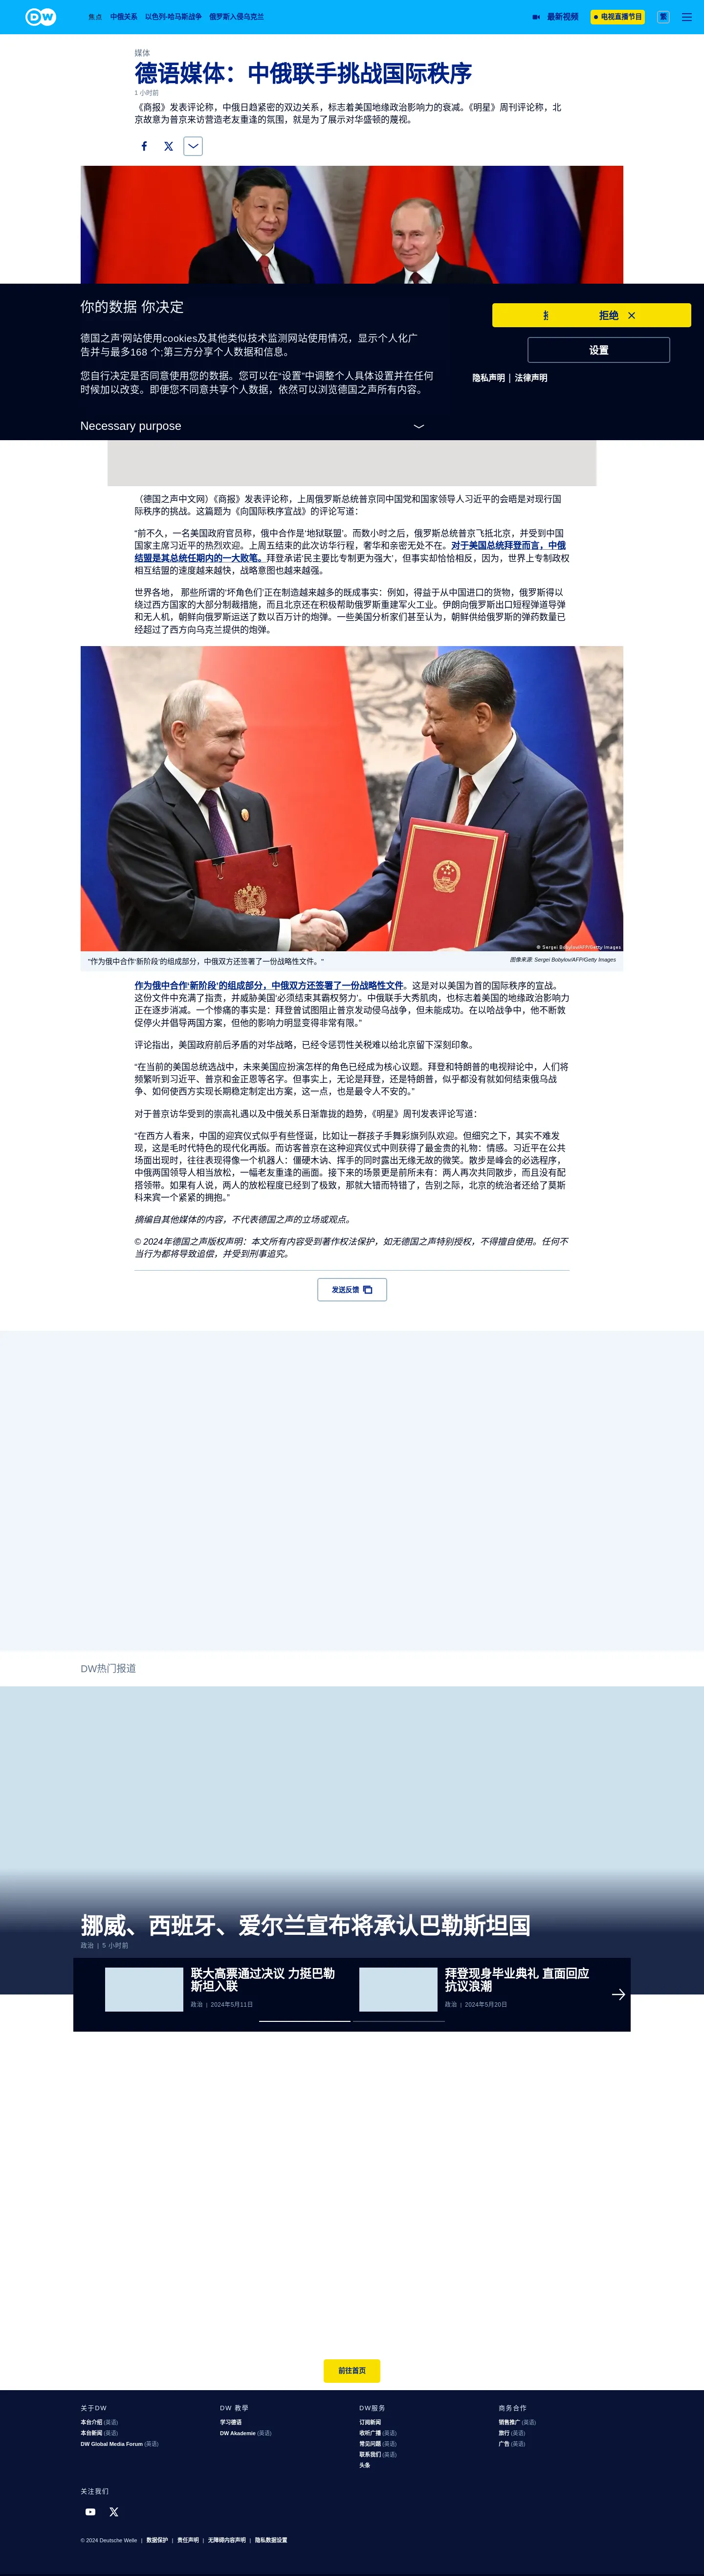 DW
焦点 中俄关系 以色列-哈马斯战争 俄罗斯入侵乌克兰 最新视频 电视直播节目 繁
媒体
德语媒体：中俄联手挑战国际秩序
1 小时前
《商报》发表评论称，中俄日趋紧密的双边关系，标志着美国地缘政治影响力的衰减。《明星》周刊评论称，北
京故意为普京来访营造老友重逢的氛围，就是为了展示对华盛顿的蔑视。
你的数据 你决定
拒绝
德国之声'网站使用cookies及其他类似技术监测网站使用情况，显示个人化广
告并与最多168 个;第三方分享个人数据和信息。
设置
您自行决定是否同意使用您的数据。您可以在“设置”中调整个人具体设置并在任何
时候加以改变。即便您不同意共享个人数据，依然可以浏览德国之声所有内容。
隐私声明 | 法律声明
Necessary purpose
（德国之声中文网）《商报》发表评论称，上周俄罗斯总统普京同中国党和国家领导人习近平的会晤是对现行国
际秩序的挑战。这篇题为《向国际秩序宣战》的评论写道：
“前不久，一名美国政府官员称，俄中合作是‘地狱联盟’。而数小时之后，俄罗斯总统普京飞抵北京，并受到中国
国家主席习近平的热烈欢迎。上周五结束的此次访华行程，奢华和亲密无处不在。对于美国总统拜登而言，中俄
结盟是其总统任期内的一大败笔。拜登承诺‘民主要比专制更为强大’，但事实却恰恰相反，因为，世界上专制政权
相互结盟的速度越来越快，战略意图也越来越强。
世界各地， 那些所谓的‘坏角色们’正在制造越来越多的既成事实：例如，得益于从中国进口的货物，俄罗斯得以
绕过西方国家的大部分制裁措施，而且北京还在积极帮助俄罗斯重建军火工业。伊朗向俄罗斯出口短程弹道导弹
和无人机，朝鲜向俄罗斯运送了数以百万计的炮弹。一些美国分析家们甚至认为，朝鲜供给俄罗斯的弹药数量已
经超过了西方向乌克兰提供的炮弹。
© Sergei Bobylov/AFP/Getty Images
“作为俄中合作‘新阶段’的组成部分，中俄双方还签署了一份战略性文件。”
图像来源: Sergei Bobylov/AFP/Getty Images
作为俄中合作‘新阶段’的组成部分，中俄双方还签署了一份战略性文件。这是对以美国为首的国际秩序的宣战。
这份文件中充满了指责，并威胁美国‘必须结束其霸权努力’。中俄联手大秀肌肉，也标志着美国的地缘政治影响力
正在逐步消减。一个惨痛的事实是：拜登曾试图阻止普京发动侵乌战争，但未能成功。在以哈战争中，他不断敦
促停火并倡导两国方案，但他的影响力明显变得非常有限。”
评论指出，美国政府前后矛盾的对华战略，已经令惩罚性关税难以给北京留下深刻印象。
“在当前的美国总统选战中，未来美国应扮演怎样的角色已经成为核心议题。拜登和特朗普的电视辩论中，人们将
频繁听到习近平、普京和金正恩等名字。但事实上，无论是拜登，还是特朗普，似乎都没有就如何结束俄乌战
争、如何使西方实现长期稳定制定出方案，这一点，也是最令人不安的。”
对于普京访华受到的崇高礼遇以及中俄关系日渐靠拢的趋势，《明星》周刊发表评论写道：
“在西方人看来，中国的迎宾仪式似乎有些怪诞，比如让一群孩子手舞彩旗列队欢迎。但细究之下，其实不难发
现，这是毛时代特色的现代化再版。而访客普京在这种迎宾仪式中则获得了最金贵的礼物：情感。习近平在公共
场面出现时，往往表现得像一个机器人：僵硬木讷、挥手的同时露出无缘无故的微笑。散步是峰会的必选程序，
中俄两国领导人相当放松，一幅老友重逢的画面。接下来的场景更是前所未有：两人再次共同散步，而且没有配
搭领带。如果有人说，两人的放松程度已经到了极致，那就大错而特错了，告别之际，北京的统治者还给了莫斯
科来宾一个紧紧的拥抱。”
摘编自其他媒体的内容，不代表德国之声的立场或观点。
© 2024年德国之声版权声明：本文所有内容受到著作权法保护，如无德国之声特别授权，不得擅自使用。任何不
当行为都将导致追偿，并受到刑事追究。
发送反馈
DW热门报道
挪威、西班牙、爱尔兰宣布将承认巴勒斯坦国
政治 | 5 小时前
联大高票通过决议 力挺巴勒
斯坦入联
政治 | 2024年5月11日
拜登现身毕业典礼 直面回应
抗议浪潮
政治 | 2024年5月20日
前往首页
关于DW
本台介绍 (英语)
本台新闻 (英语)
DW Global Media Forum (英语)
DW 教學
学习德语
DW Akademie (英语)
DW服务
订阅新闻
收听广播 (英语)
常见问题 (英语)
联系我们 (英语)
头条
商务合作
销售推广 (英语)
旅行 (英语)
广告 (英语)
关注我们
© 2024 Deutsche Welle | 数据保护 | 责任声明 | 无障碍内容声明 | 隐私数据设置